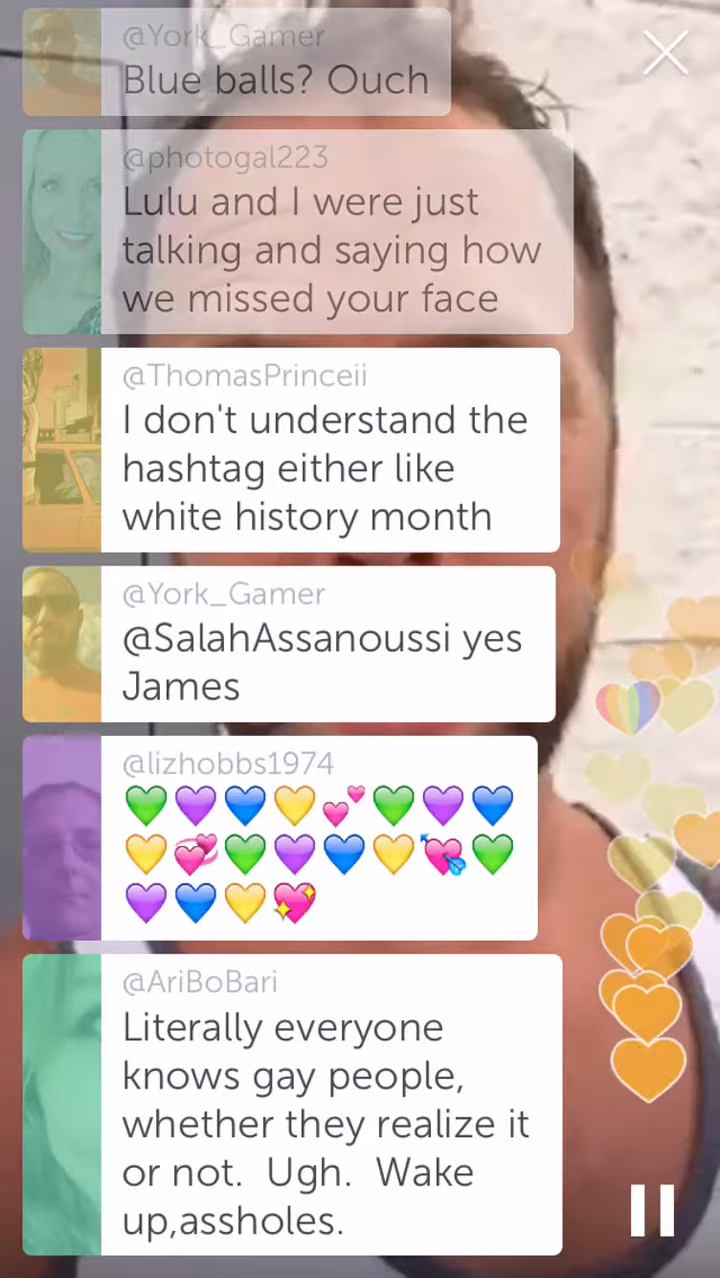 @York_Gamer
Blue balls? Ouch
@photogal223
Lulu and I were just
talking and saying how
we missed your face
@ThomasPrinceii
I don't understand the
hashtag either like
white history month
@York_Gamer
@SalahAssanoussi yes
James
@lizhobbs1974
💚💜💙💛💕💚💜💙
💛💞💚💜💙💛💘💚
💜💙💛💖
@AriBoBari
Literally everyone
knows gay people,
whether they realize it
or not.  Ugh.  Wake
up,assholes.